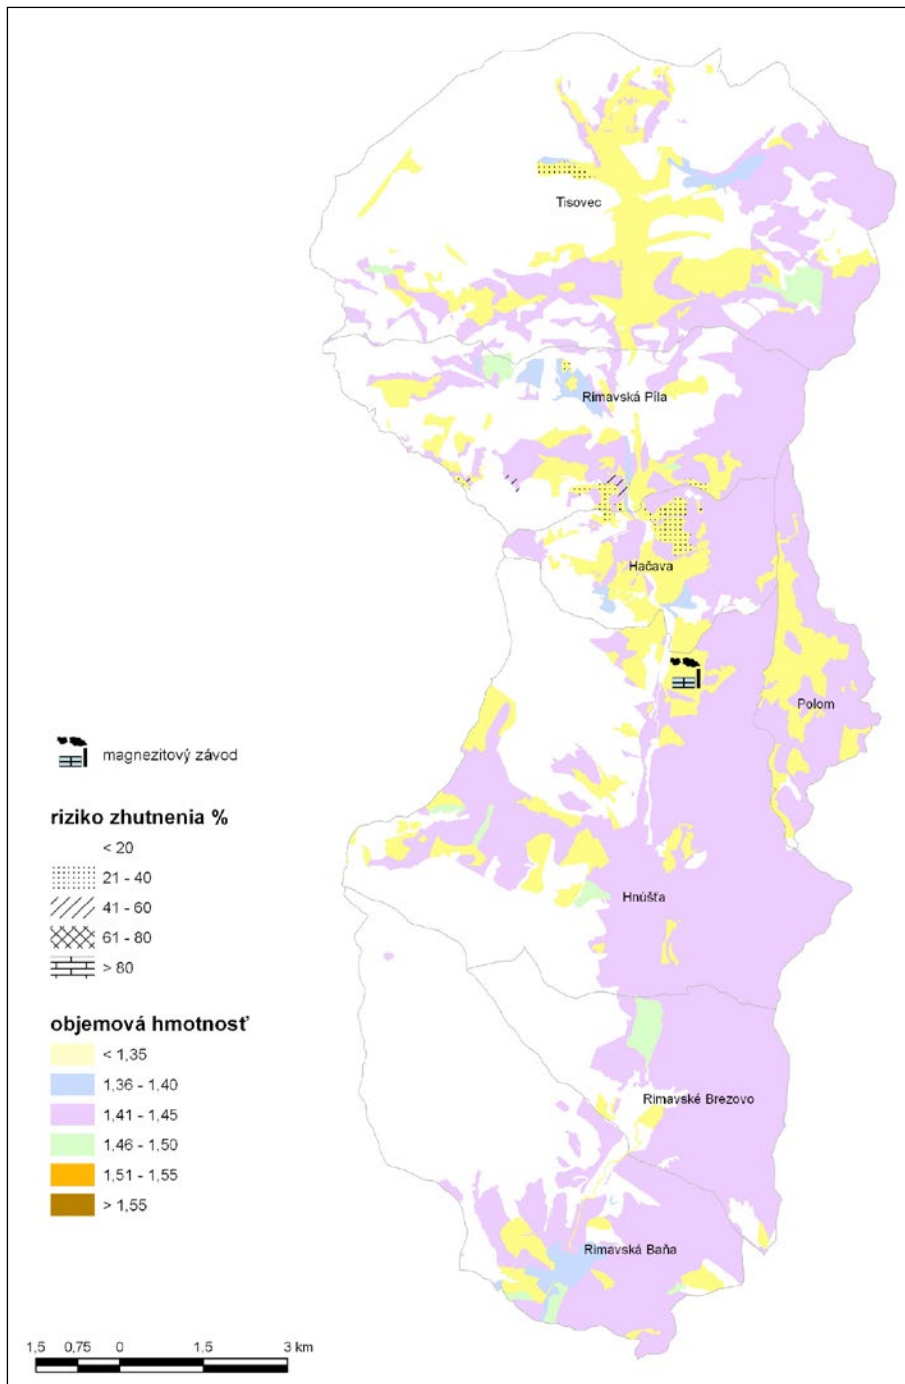 Tisovec
Rimavská Píla
Hačava
Polom
magnezitový závod
riziko zhutnenia %
< 20
21 - 40
41 - 60
61 - 80
> 80
Hnúšťa
objemová hmotnosť
< 1,35
1,36 - 1,40
1,41 - 1,45
1,46 - 1,50
1,51 - 1,55
> 1,55
Rimavské Brezovo
Rimavská Baňa
1,5 0,75 0 1,5 3 km